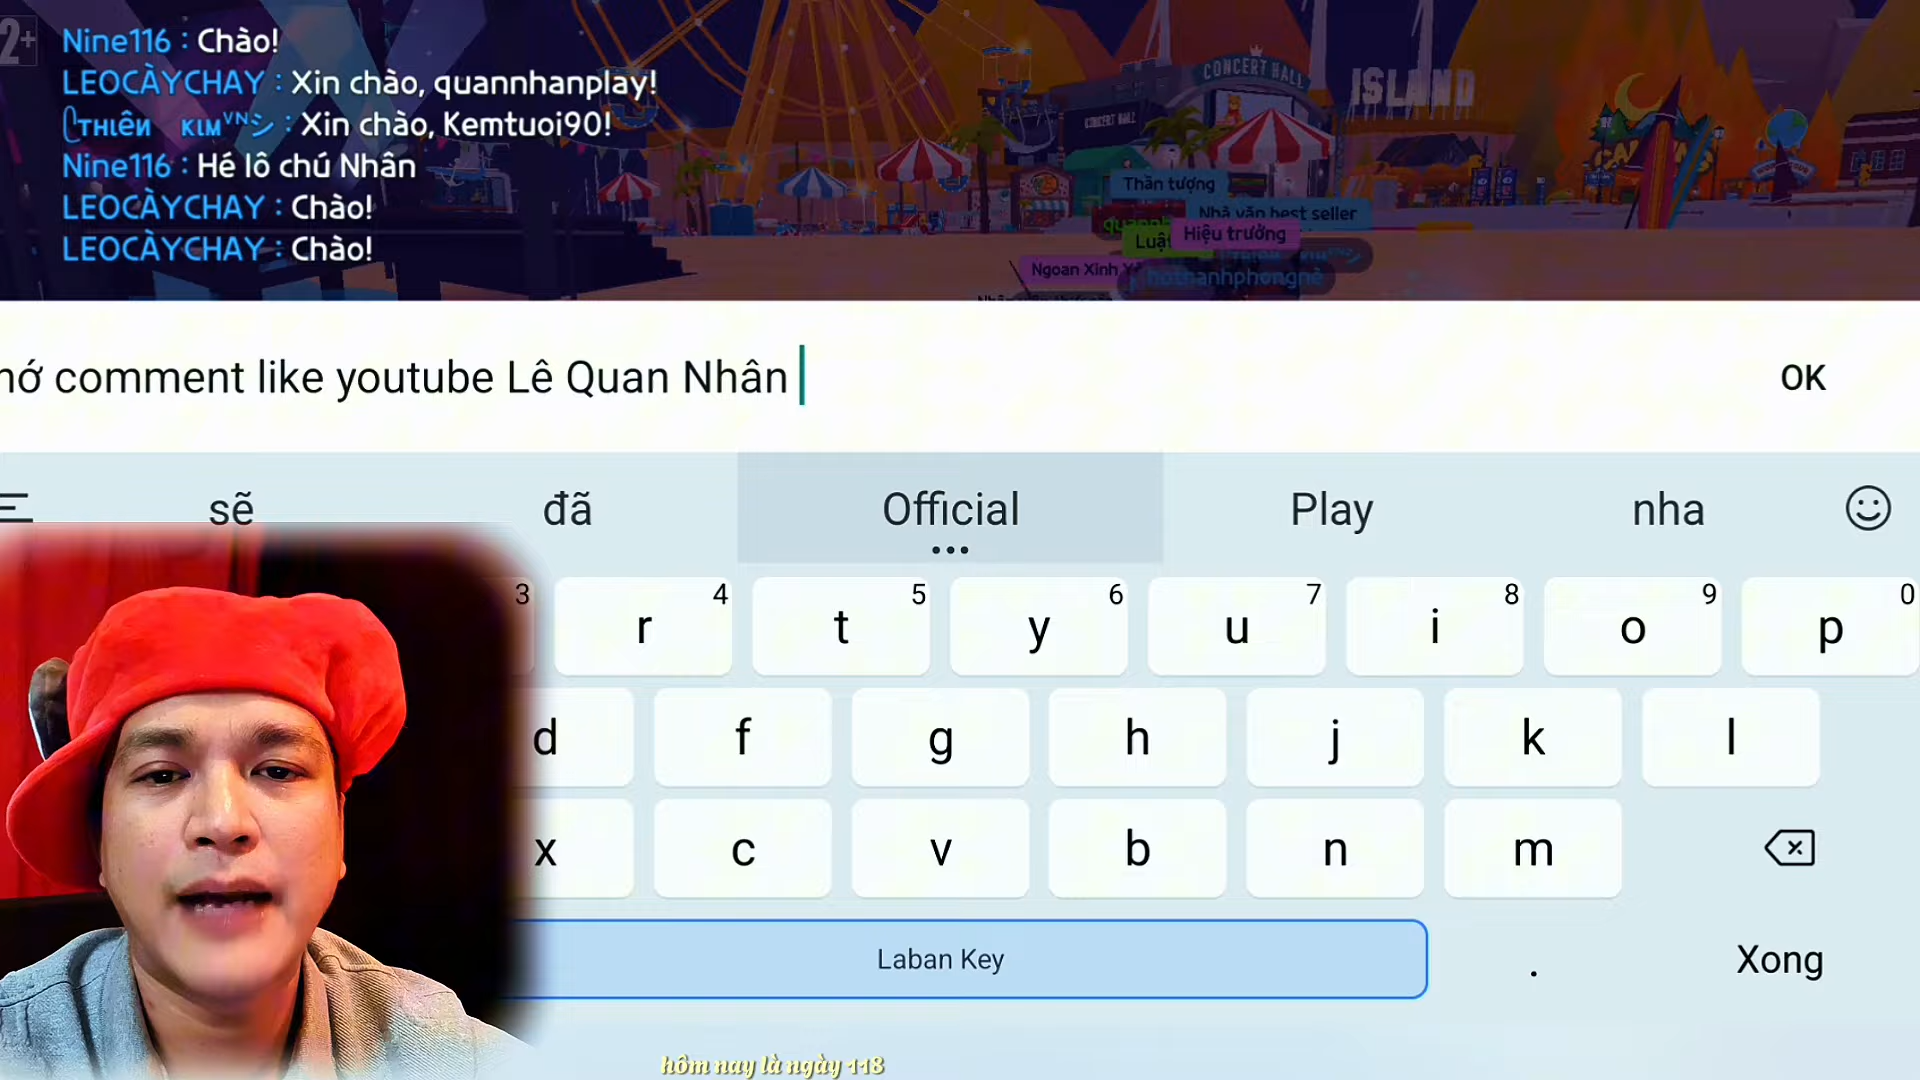 2+
Nine116 : Chào!
LEOCÀYCHAY : Xin chào, quannhanplay!
Xin chào, Kemtuoi90!
Nine116 : Hé lô chú Nhân
LEOCÀYCHAY : Chào!
LEOCÀYCHAY : Chào!
CONCERT HALL
ISLAND
CONCERT HALL
Thần tượng
Nhà văn best seller
Hiệu trưởng
Ngoan Xinh
comment like youtube Lê Quan Nhân
OK
sẽ đã Official Play nha
3 4 5 6 7 8 9 0
r t y u i o p
d f g h j k l
x c v b n m
Laban Key . Xong
hôm nay là ngày 118